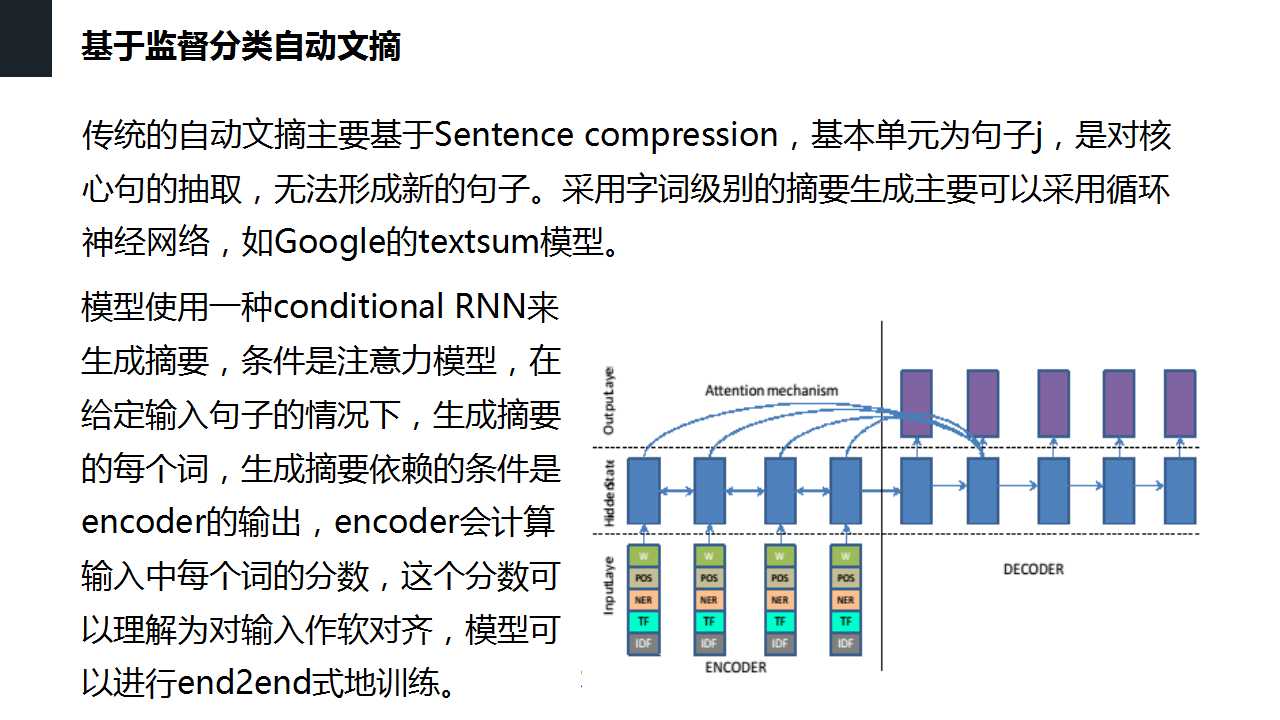 基于监督分类自动文摘
传统的自动文摘主要基于Sentence compression，基本单元为句子j，是对核
心句的抽取，无法形成新的句子。采用字词级别的摘要生成主要可以采用循环
神经网络，如Google的textsum模型。
模型使用一种conditional RNN来
生成摘要，条件是注意力模型，在
给定输入句子的情况下，生成摘要
的每个词，生成摘要依赖的条件是
encoder的输出，encoder会计算
输入中每个词的分数，这个分数可
以理解为对输入作软对齐，模型可
以进行end2end式地训练。
OutputLaye
Attention mechanism
HiddenState
InputLaye
W W W W
POS POS POS POS
NER NER NER NER
TF TF TF TF
IDF IDF IDF IDF
ENCODER
DECODER